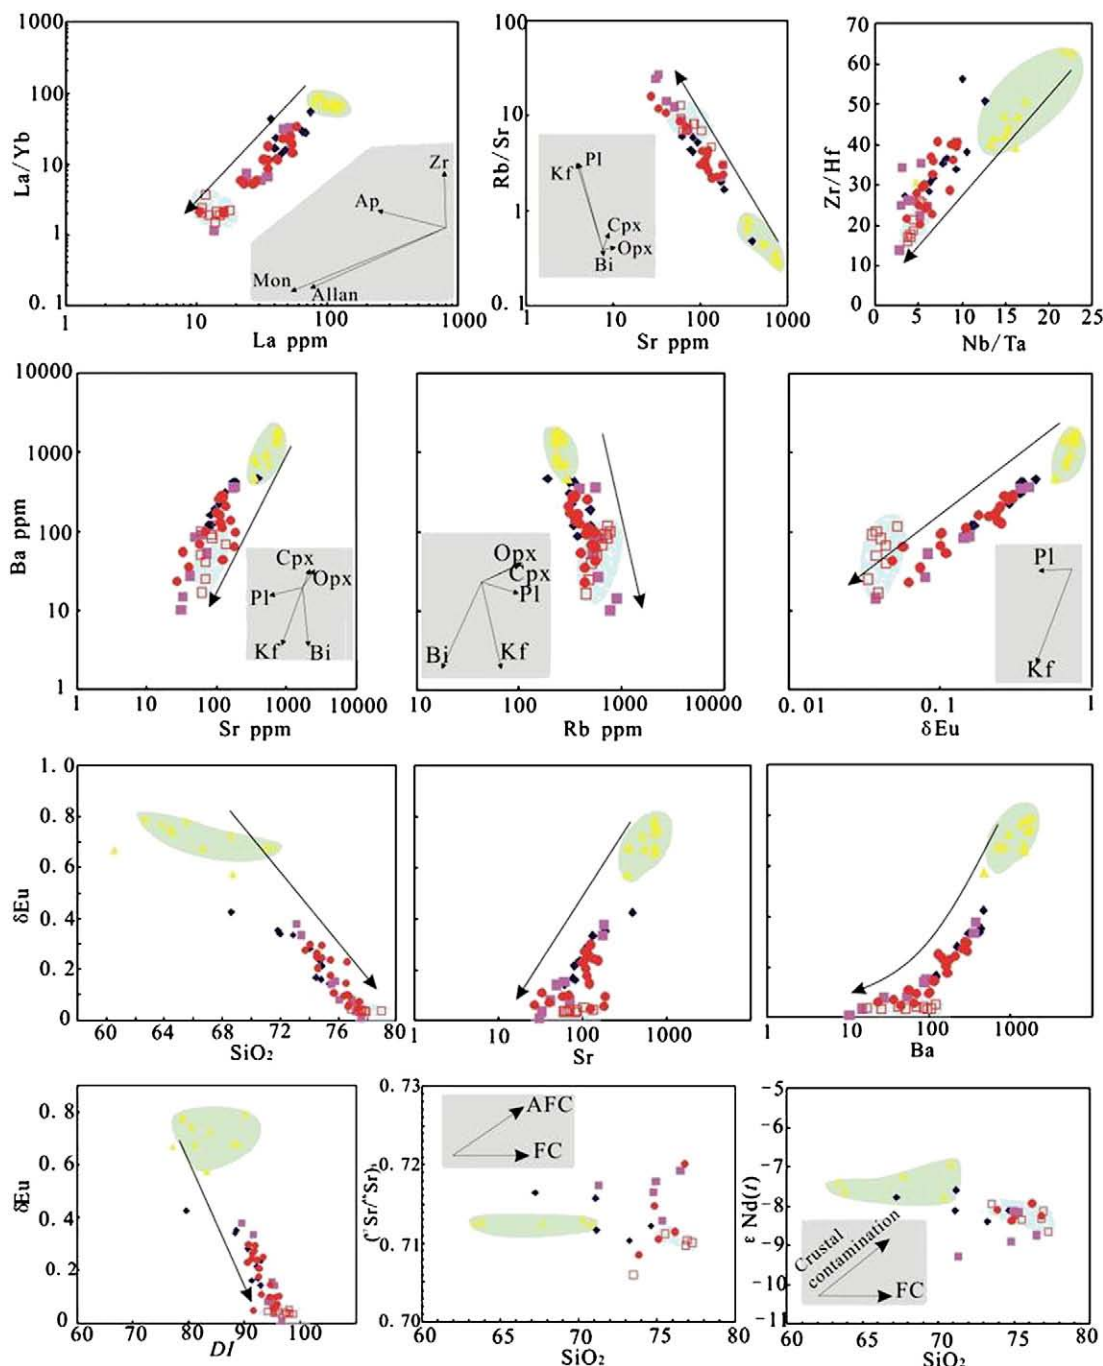 1000
100
10
1
0.1
La/Yb
Zr
Ap
Mon
Allan
1 10 100 1000
La ppm
100
10
1
0.1
Rb/Sr
Pl
Kf
Cpx
Opx
Bi
1 10 100 1000
Sr ppm
70
60
50
40
30
20
10
0
Zr/Hf
0 5 10 15 20 25
Nb/Ta
10000
1000
100
10
1
Ba ppm
Cpx
Opx
Pl
Kf
Bi
1 10 100 1000 10000
Sr ppm
Opx
Cpx
Pl
Bi
Kf
10 100 1000 10000
Rb ppm
Pl
Kf
0.01 0.1 1
δEu
1.0
0.8
0.6
0.4
0.2
0
δEu
60 64 68 72 76 80
SiO₂
1 10 100 1000
Sr
1 10 100 1000
Ba
0.8
0.6
0.4
0.2
0
δEu
60 70 80 90 100
DI
0.73
0.72
0.71
0.70
AFC
FC
60 65 70 75 80
SiO₂
-5
-6
-7
-8
-9
-10
-11
ε Nd(t)
Crustal
contamination
FC
60 65 70 75 80
SiO₂